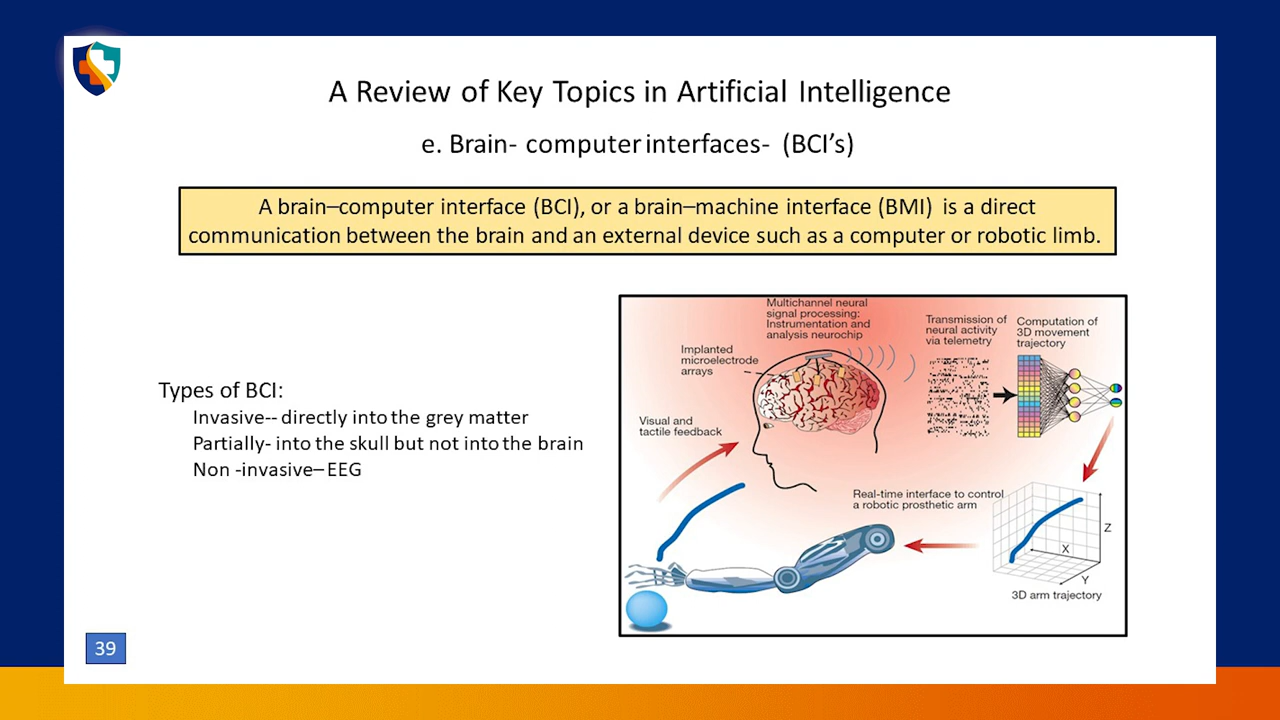 A Review of Key Topics in Artificial Intelligence
e. Brain- computer interfaces- (BCI’s)
A brain–computer interface (BCI), or a brain–machine interface (BMI) is a direct
communication between the brain and an external device such as a computer or robotic limb.
Types of BCI:
Invasive-- directly into the grey matter
Partially- into the skull but not into the brain
Non -invasive– EEG
Multichannel neural
signal processing:
Instrumentation and
analysis neurochip
Implanted
microelectrode
arrays
Transmission of
neural activity
via telemetry
Computation of
3D movement
trajectory
Visual and
tactile feedback
Real-time interface to control
a robotic prosthetic arm
Z
X
Y
3D arm trajectory
39